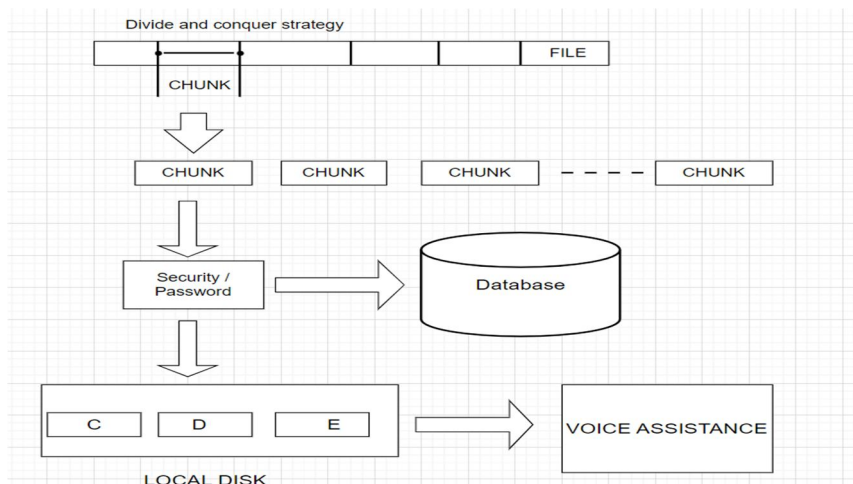 Divide and conquer strategy
FILE
CHUNK
CHUNK
CHUNK
CHUNK
CHUNK
Security /
Password
Database
C
D
E
VOICE ASSISTANCE
LOCAL DISK